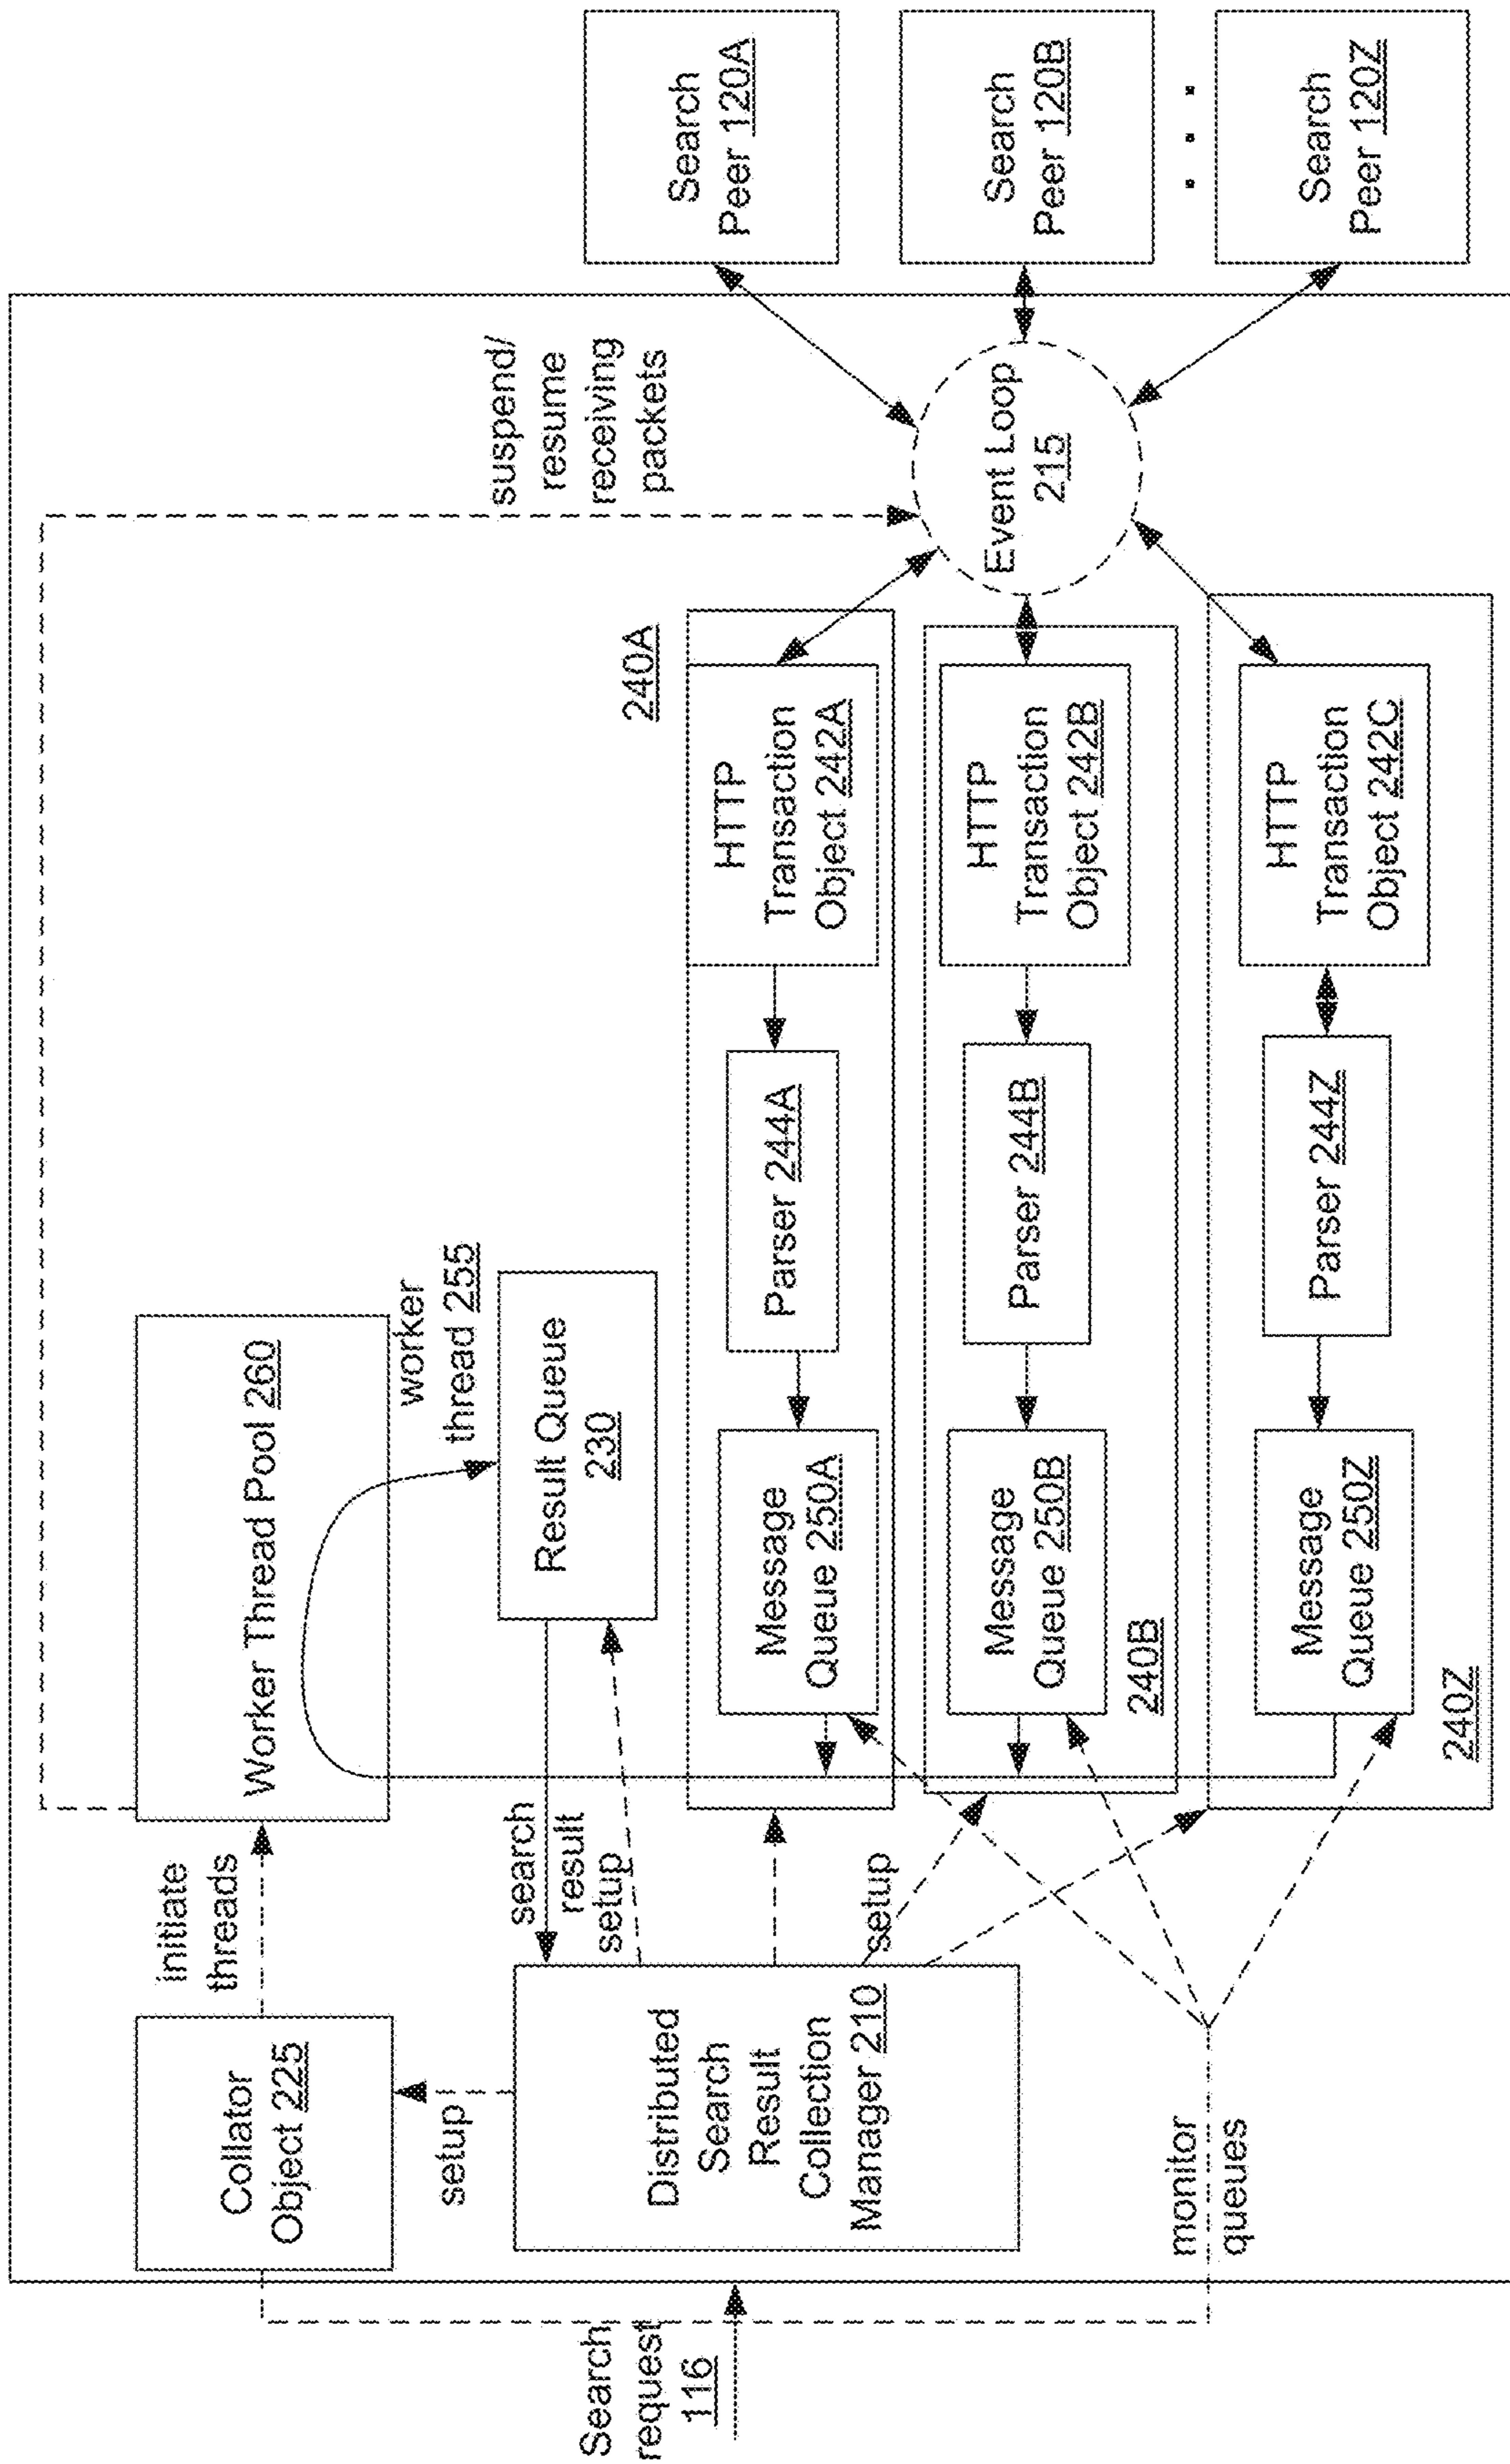 Collator
Object 225
initiate
threads
Worker Thread Pool 260
worker
thread 255
suspend/
resume
receiving
packets
Search
request
116
setup
Distributed
Search
Result
Collection
Manager 210
search
result
setup
Result Queue
230
240A
Message
Queue 250A
Parser 244A
HTTP
Transaction
Object 242A
setup
Message
Queue 250B
240B
Parser 244B
HTTP
Transaction
Object 242B
monitor
queues
Message
Queue 250Z
240Z
Parser 244Z
HTTP
Transaction
Object 242C
Event Loop
215
Search
Peer 120A
Search
Peer 120B
Search
Peer 120Z